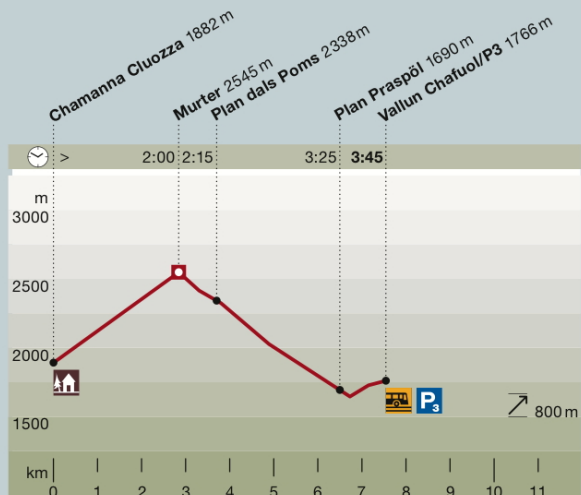 Chamanna Cluozza 1882 m
Murter 2545 m
Plan dals Poms 2338 m
Plan Praspöl 1690 m
Vallun Chafuol/P3 1766 m
> 2:00 2:15 3:25 3:45
m
3000
2500
2000
P3
800 m
1500
km
0 1 2 3 4 5 6 7 8 9 10 11